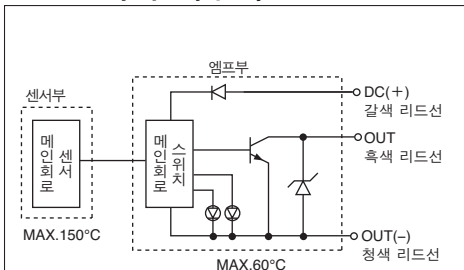 앰프부
센서부
센서
메인회로
MAX.150°C
스위치
메인회로
MAX.60°C
DC(+)
갈색 리드선
OUT
흑색 리드선
OUT(–)
청색 리드선